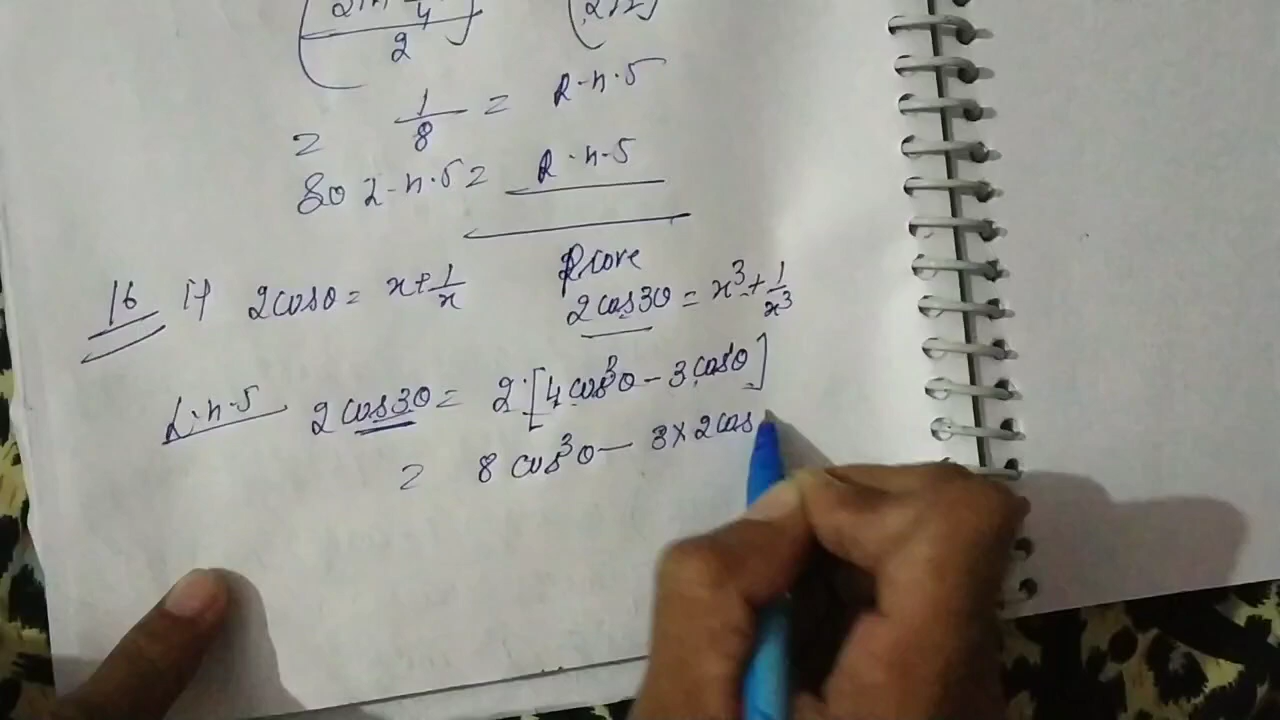 2
1/8 = R·H·S
=
So L·H·S = R·H·S
Prove
16 if 2cosθ = x + 1/x 2cos3θ = x³ + 1/x³
L·H·S 2cos3θ = 2·[4cos³θ - 3cosθ]
= 8cos³θ - 3×2cos